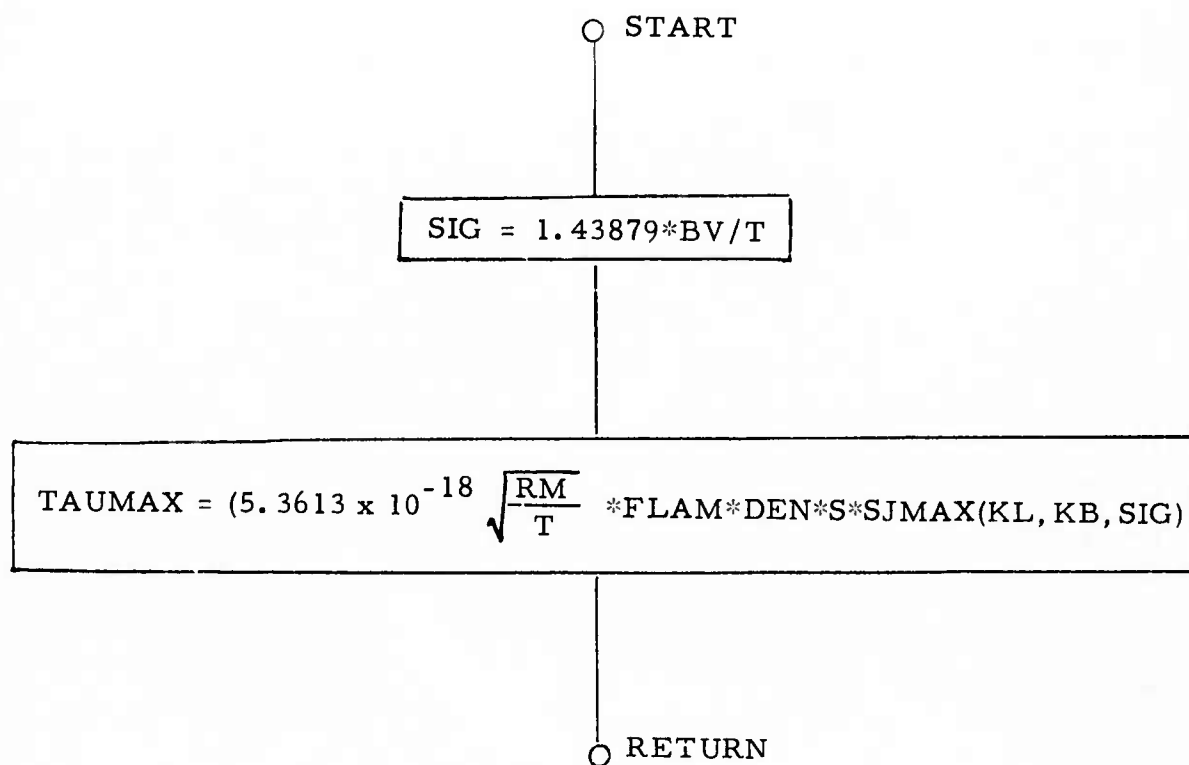 START
SIG = 1.43879*BV/T
TAUMAX = (5.3613 x 10^-18 √(RM/T) *FLAM*DEN*S*SJMAX(KL, KB, SIG)
RETURN